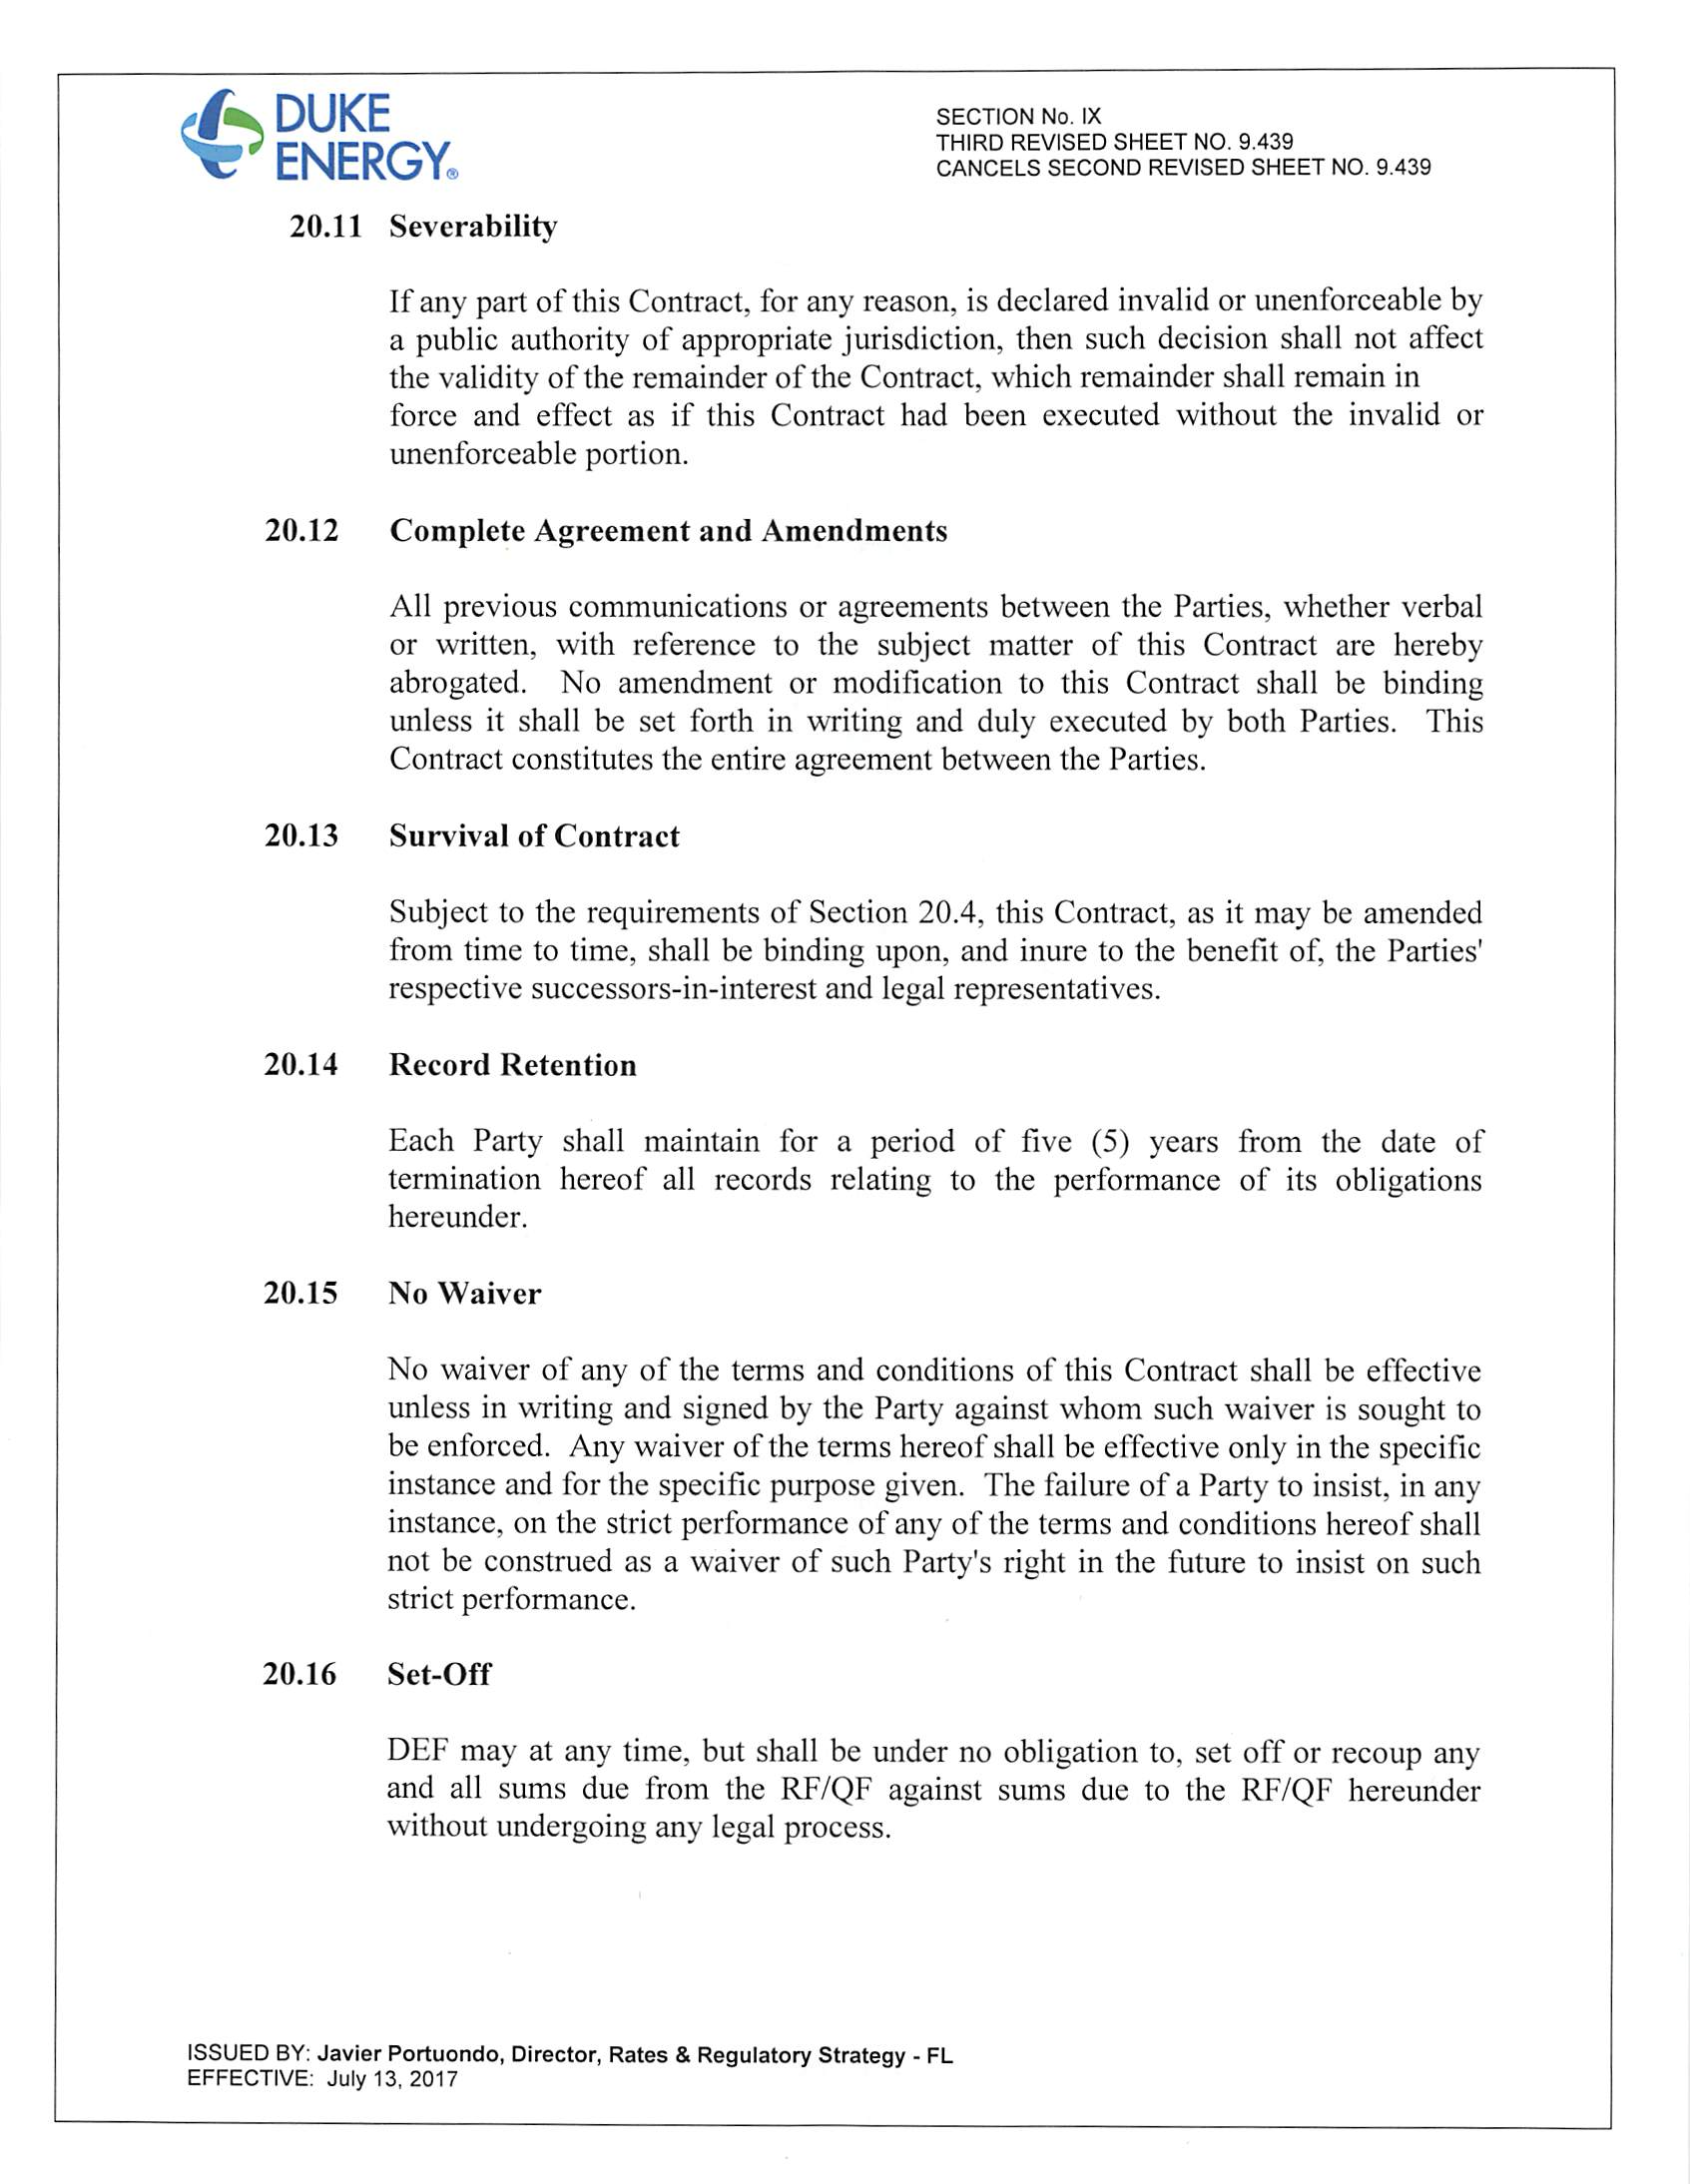 DUKE
ENERGY®
SECTION No. IX
THIRD REVISED SHEET NO. 9.439
CANCELS SECOND REVISED SHEET NO. 9.439
20.11 Severability
If any part of this Contract, for any reason, is declared invalid or unenforceable by
a public authority of appropriate jurisdiction, then such decision shall not affect
the validity of the remainder of the Contract, which remainder shall remain in
force and effect as if this Contract had been executed without the invalid or
unenforceable portion.
20.12 Complete Agreement and Amendments
All previous communications or agreements between the Parties, whether verbal
or written, with reference to the subject matter of this Contract are hereby
abrogated. No amendment or modification to this Contract shall be binding
unless it shall be set forth in writing and duly executed by both Parties. This
Contract constitutes the entire agreement between the Parties.
20.13 Survival of Contract
Subject to the requirements of Section 20.4, this Contract, as it may be amended
from time to time, shall be binding upon, and inure to the benefit of, the Parties'
respective successors-in-interest and legal representatives.
20.14 Record Retention
Each Party shall maintain for a period of five (5) years from the date of
termination hereof all records relating to the performance of its obligations
hereunder.
20.15 No Waiver
No waiver of any of the terms and conditions of this Contract shall be effective
unless in writing and signed by the Party against whom such waiver is sought to
be enforced. Any waiver of the terms hereof shall be effective only in the specific
instance and for the specific purpose given. The failure of a Party to insist, in any
instance, on the strict performance of any of the terms and conditions hereof shall
not be construed as a waiver of such Party's right in the future to insist on such
strict performance.
20.16 Set-Off
DEF may at any time, but shall be under no obligation to, set off or recoup any
and all sums due from the RF/QF against sums due to the RF/QF hereunder
without undergoing any legal process.
ISSUED BY: Javier Portuondo, Director, Rates & Regulatory Strategy - FL
EFFECTIVE: July 13, 2017